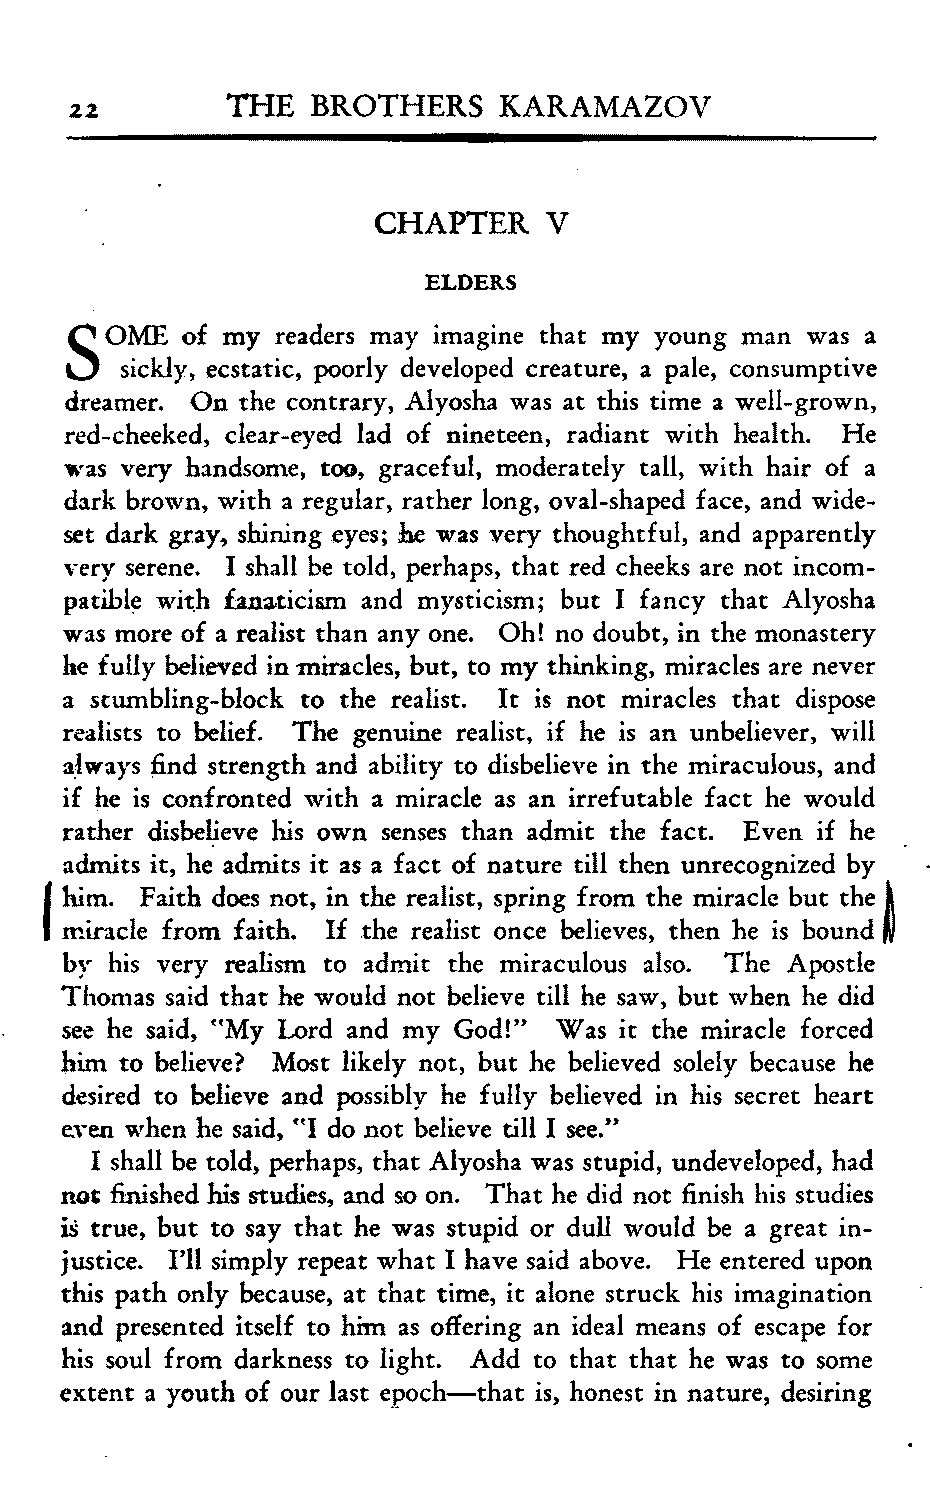 22 THE BROTHERS KARAMAZOV
CHAPTER V
ELDERS
SOME of my readers may imagine that my young man was a
sickly, ecstatic, poorly developed creature, a pale, consumptive
dreamer. On the contrary, Alyosha was at this time a well-grown,
red-cheeked, clear-eyed lad of nineteen, radiant with health. He
was very handsome, too, graceful, moderately tall, with hair of a
dark brown, with a regular, rather long, oval-shaped face, and wide-
set dark gray, shining eyes; he was very thoughtful, and apparently
very serene. I shall be told, perhaps, that red cheeks are not incom-
patible with fanaticism and mysticism; but I fancy that Alyosha
was more of a realist than any one. Oh! no doubt, in the monastery
he fully believed in miracles, but, to my thinking, miracles are never
a stumbling-block to the realist. It is not miracles that dispose
realists to belief. The genuine realist, if he is an unbeliever, will
always find strength and ability to disbelieve in the miraculous, and
if he is confronted with a miracle as an irrefutable fact he would
rather disbelieve his own senses than admit the fact. Even if he
admits it, he admits it as a fact of nature till then unrecognized by
him. Faith does not, in the realist, spring from the miracle but the
miracle from faith. If the realist once believes, then he is bound
by his very realism to admit the miraculous also. The Apostle
Thomas said that he would not believe till he saw, but when he did
see he said, "My Lord and my God!" Was it the miracle forced
him to believe? Most likely not, but he believed solely because he
desired to believe and possibly he fully believed in his secret heart
even when he said, "I do not believe till I see."
I shall be told, perhaps, that Alyosha was stupid, undeveloped, had
not finished his studies, and so on. That he did not finish his studies
is true, but to say that he was stupid or dull would be a great in-
justice. I'll simply repeat what I have said above. He entered upon
this path only because, at that time, it alone struck his imagination
and presented itself to him as offering an ideal means of escape for
his soul from darkness to light. Add to that that he was to some
extent a youth of our last epoch—that is, honest in nature, desiring